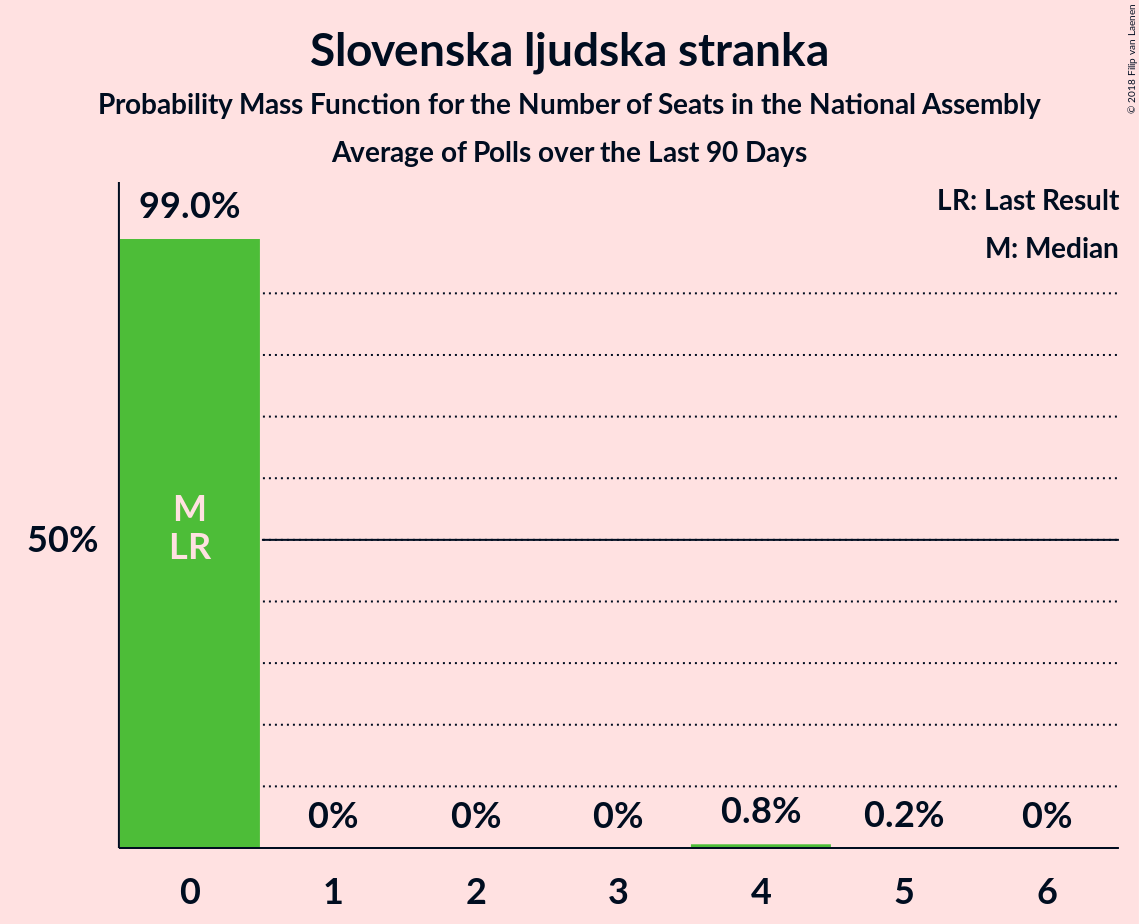 Slovenska ljudska stranka
Probability Mass Function for the Number of Seats in the National Assembly
Average of Polls over the Last 90 Days
© 2018 Filip van Laenen
LR: Last Result
M: Median
99.0%
M
LR
50%
0%
0%
0%
0.8%
0.2%
0%
0
1
2
3
4
5
6